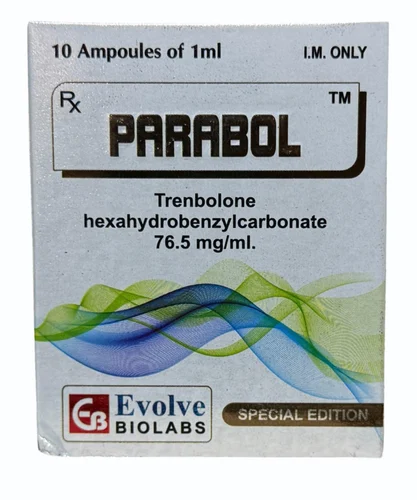 10 Ampoules of 1ml I.M. ONLY
Rx PARABOL TM
Trenbolone
hexahydrobenzylcarbonate
76.5 mg/ml.
EB Evolve
BIOLABS
SPECIAL EDITION